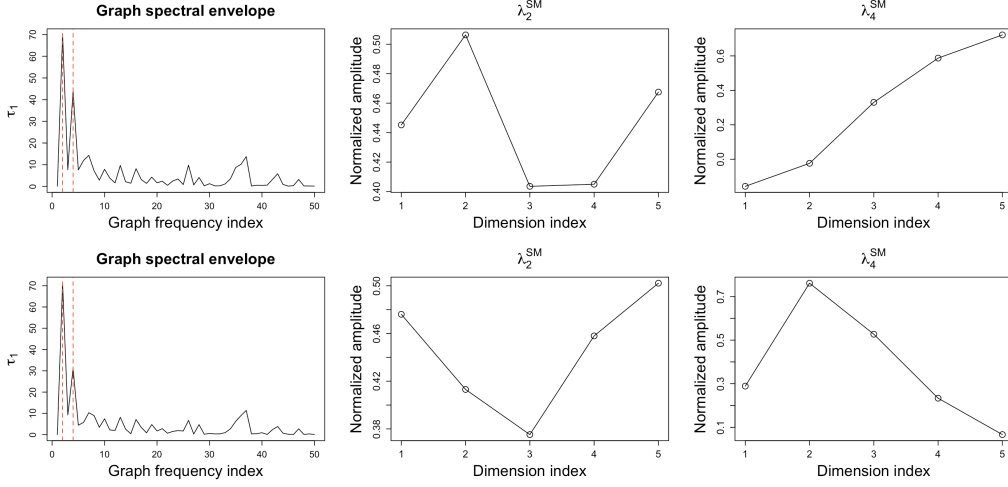 Graph spectral envelope
λ₂ˢᴹ
λ₄ˢᴹ
τ₁
70
60
50
40
30
20
10
0
0 10 20 30 40 50
Graph frequency index
Normalized amplitude
0.50
0.48
0.46
0.44
0.42
0.40
1 2 3 4 5
Dimension index
Normalized amplitude
0.6
0.4
0.2
0.0
1 2 3 4 5
Dimension index
Graph spectral envelope
λ₂ˢᴹ
λ₄ˢᴹ
τ₁
70
60
50
40
30
20
10
0
0 10 20 30 40 50
Graph frequency index
Normalized amplitude
0.50
0.46
0.42
0.38
1 2 3 4 5
Dimension index
Normalized amplitude
0.7
0.5
0.3
0.1
1 2 3 4 5
Dimension index